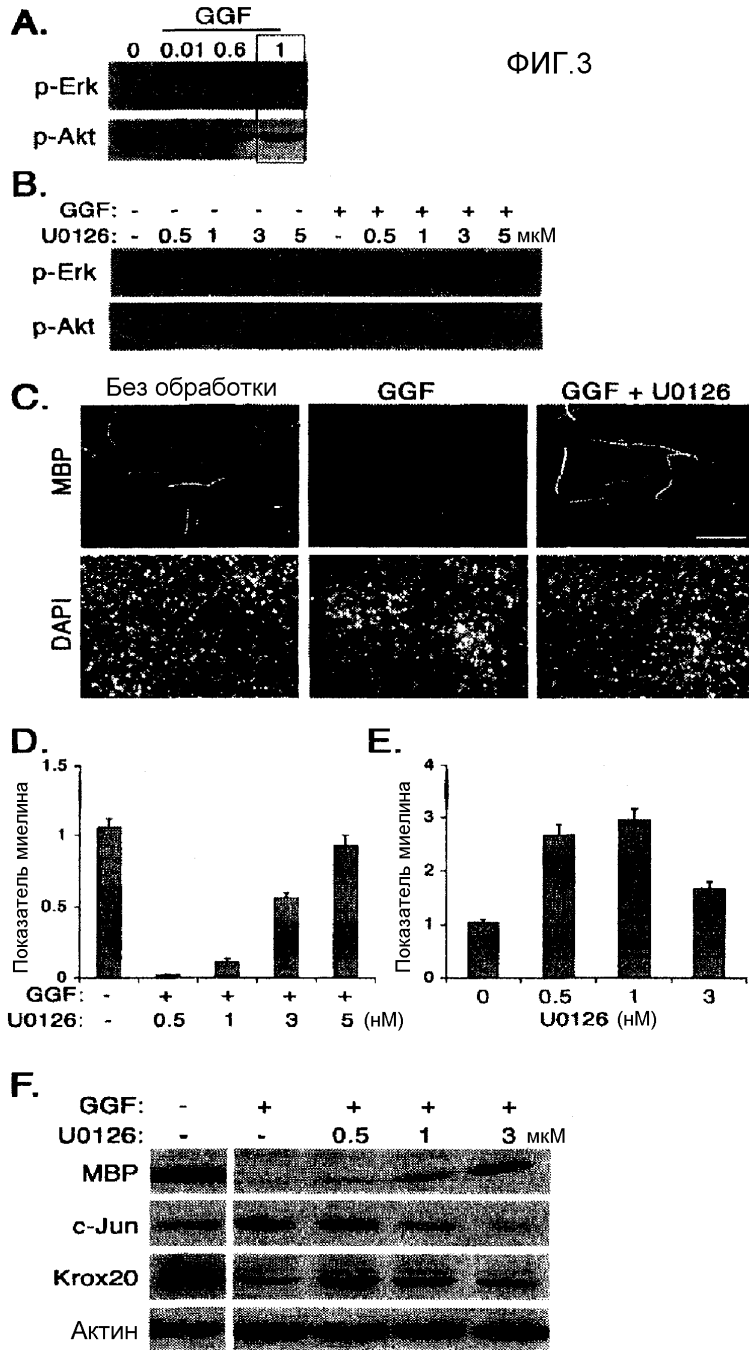 A.
GGF
0 0.01 0.6 1
ФИГ.3
p-Erk
p-Akt
B.
GGF: - - - - - + + + + +
U0126: - 0.5 1 3 5 - 0.5 1 3 5 мкМ
p-Erk
p-Akt
C.
Без обработки GGF GGF + U0126
MBP
DAPI
D.
1.5
1
0.5
0
Показатель миелина
GGF: - + + + +
U0126: - 0.5 1 3 5 (нМ)
E.
4
3
2
1
0
Показатель миелина
0 0.5 1 3
U0126 (нМ)
F.
GGF: - + + + +
U0126: - - 0.5 1 3 мкМ
MBP
c-Jun
Krox20
Актин